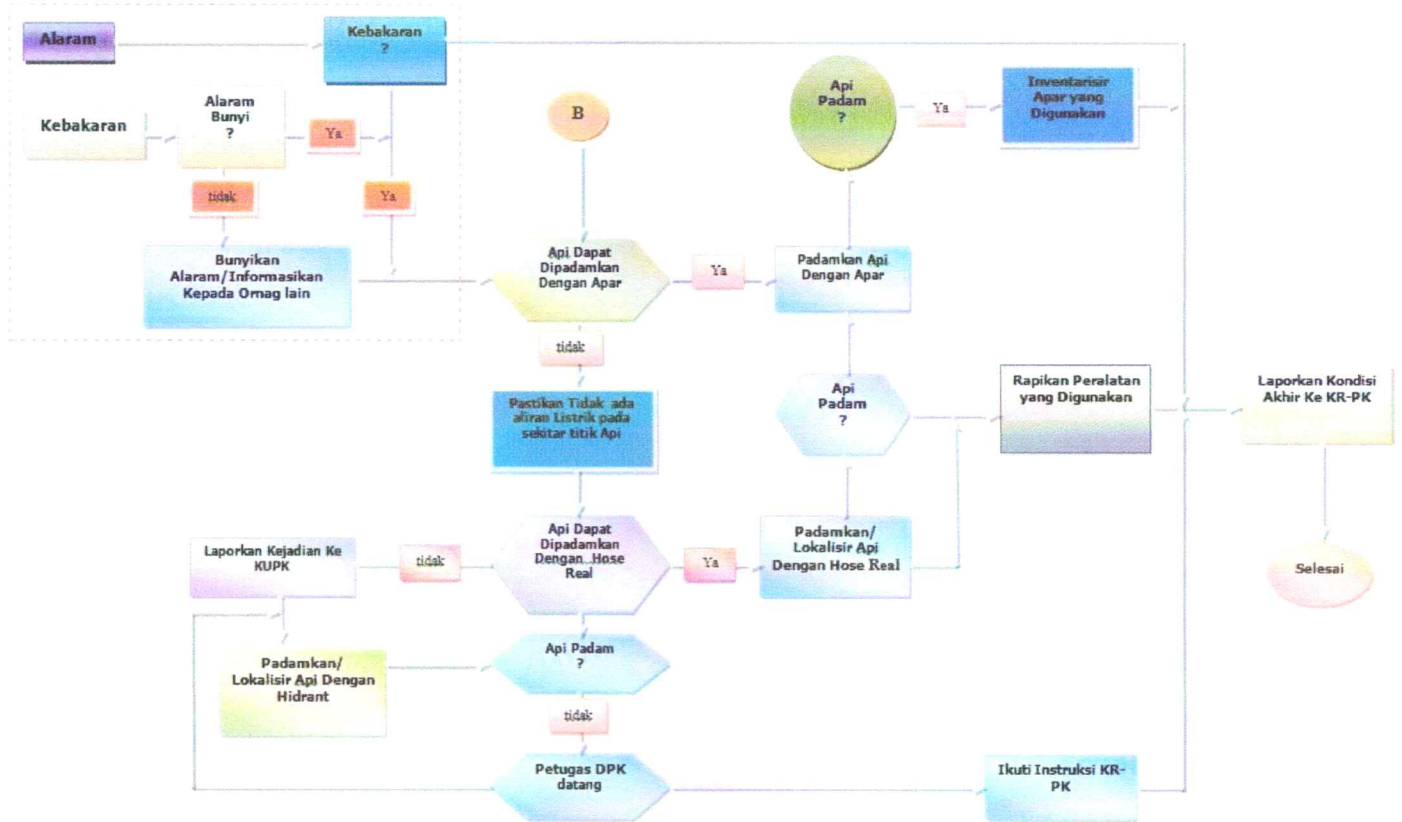 Alaram
Kebakaran
?
Kebakaran
Alaram
Bunyi
?
Ya
tidak
Ya
Bunyikan
Alaram/Informasikan
Kepada Ornag lain
B
Api Dapat
Dipadamkan
Dengan Apar
Ya
Padamkan Api
Dengan Apar
Api
Padam
?
Ya
Inventarisir
Apar yang
Digunakan
tidak
Pastikan Tidak ada
aliran Listrik pada
sekitar titik Api
Api
Padam
?
Rapikan Peralatan
yang Digunakan
Laporkan Kondisi
Akhir Ke KR-PK
Laporkan Kejadian Ke
KUPK
tidak
Api Dapat
Dipadamkan
Dengan Hose
Real
Ya
Padamkan/
Lokalisir Api
Dengan Hose Real
Selesai
Padamkan/
Lokalisir Api Dengan
Hidrant
Api Padam
?
tidak
Petugas DPK
datang
Ikuti Instruksi KR-
PK